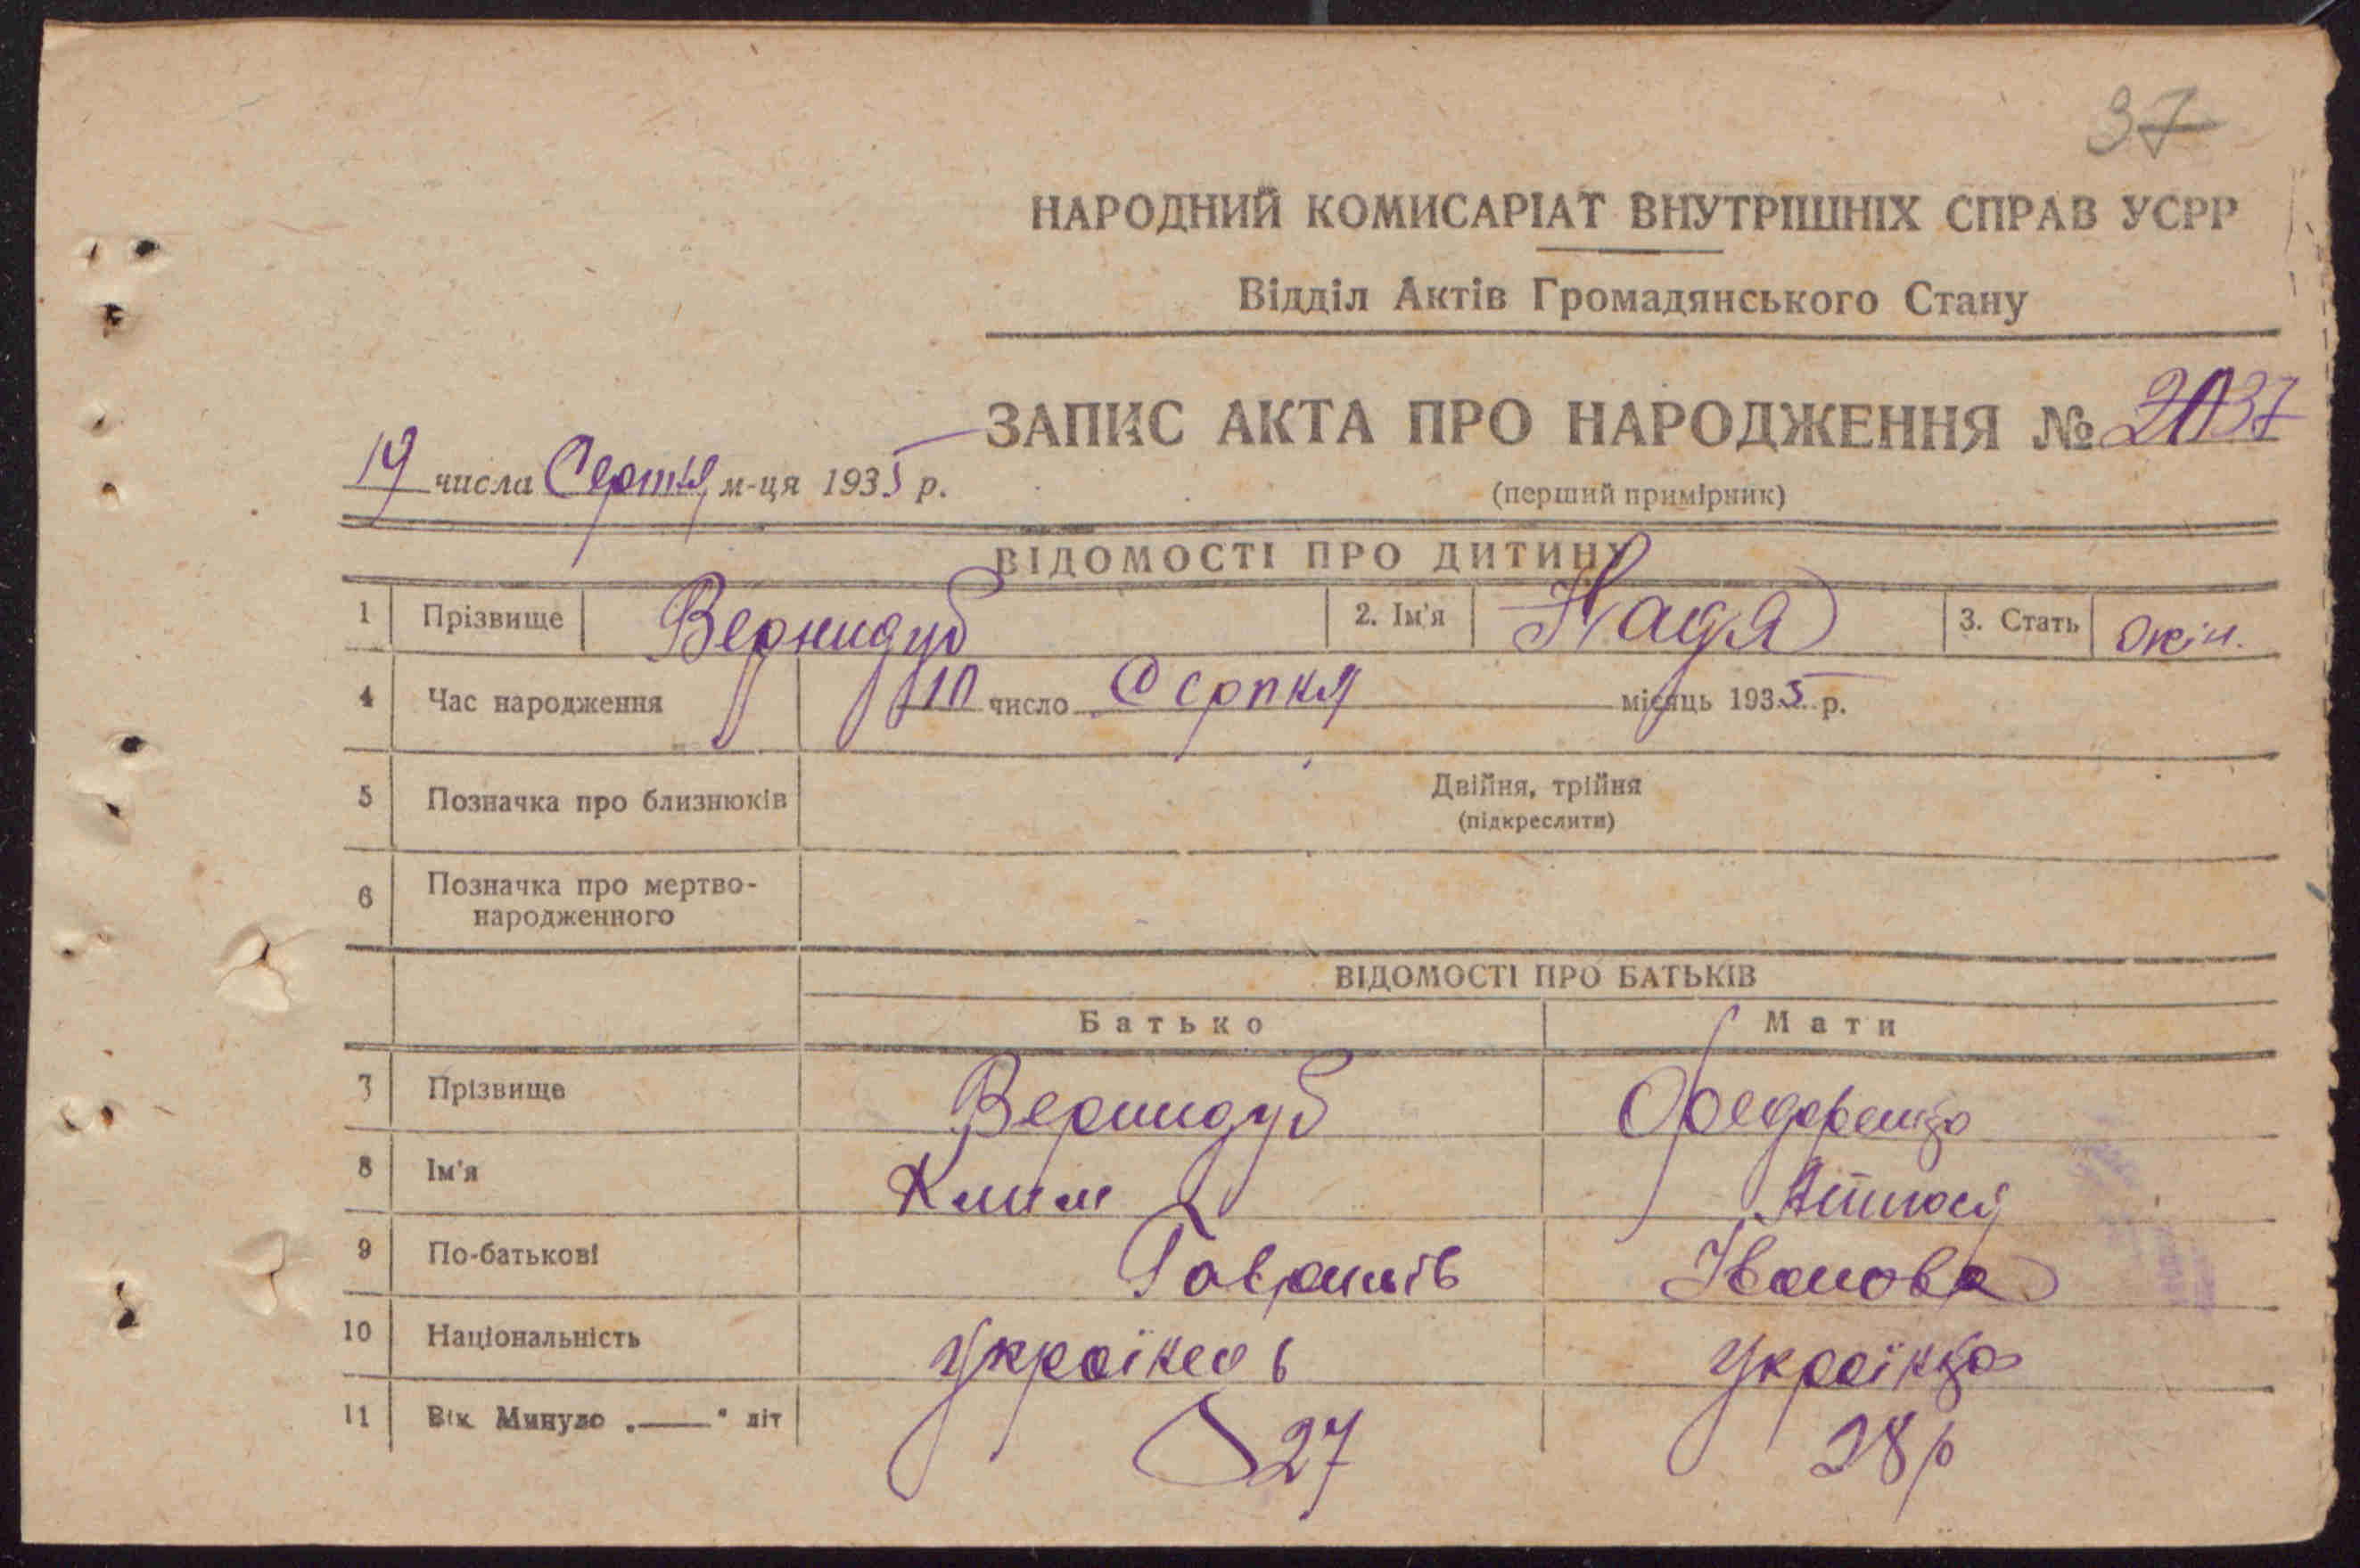 37
НАРОДНИЙ КОМИСАРІАТ ВНУТРІШНІХ СПРАВ УСРР
Відділ Актів Громадянського Стану
ЗАПИС АКТА ПРО НАРОДЖЕННЯ № 2037
19 числа Серпня м-ця 1935 р.
(перший примірник)
ВІДОМОСТІ ПРО ДИТИНУ
1 Прізвище Вернидуб 2. Ім'я Надя 3. Стать жін.
4 Час народження 10 число Серпня місяць 1935 р.
5 Позначка про близнюків Двійня, трійня
(підкреслити)
6 Позначка про мертво-
народженного
ВІДОМОСТІ ПРО БАТЬКІВ
Батько Мати
7 Прізвище Вернидуб Федоренко
8 Ім'я Клим
9 По-батькові Гаврилів Іванова
10 Національність Українець Українка
11 Вік Минуло „—“ літ 27 28 р